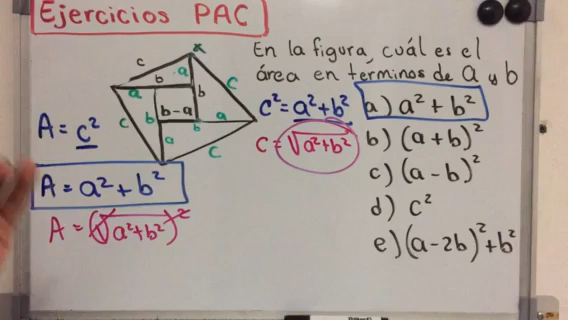 Ejercicios PAC
En la figura, cuál es el
área en términos de a y b
a) a² + b²
b) (a + b)²
c) (a - b)²
d) c²
e) (a - 2b)² + b²
c² = a² + b²
c = √a² + b²
A = c²
A = a² + b²
A = (√a² + b²)²
c
a
b
a
b
c
c
b
b-a
a
b
a
c